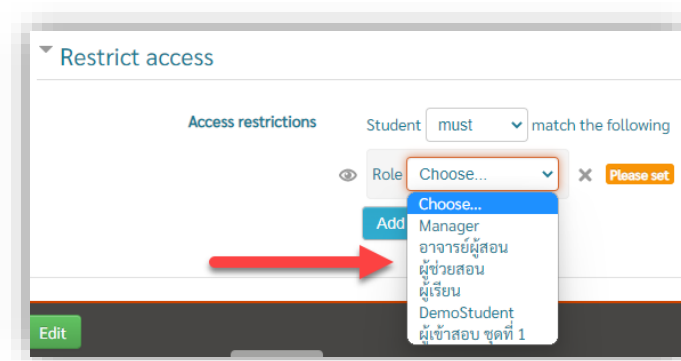 Restrict access
Access restrictions Student must match the following
Role Choose... Please set
Choose...
Add
Manager
อาจารย์ผู้สอน
ผู้ช่วยสอน
ผู้เรียน
DemoStudent
Edit
ผู้เข้าสอบ ชุดที่ 1